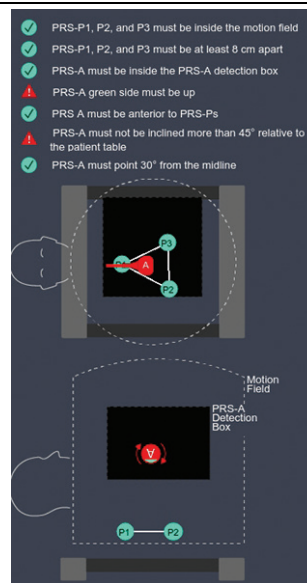 PRS-P1, P2, and P3 must be inside the motion field
PRS-P1, P2, and P3 must be at least 8 cm apart
PRS-A must be inside the PRS-A detection box
PRS-A green side must be up
PRS A must be anterior to PRS-Ps
PRS-A must not be inclined more than 45° relative to
the patient table
PRS-A must point 30° from the midline
P3
P1
A
P2
Motion
Field
PRS-A
Detection
Box
A
P1
P2